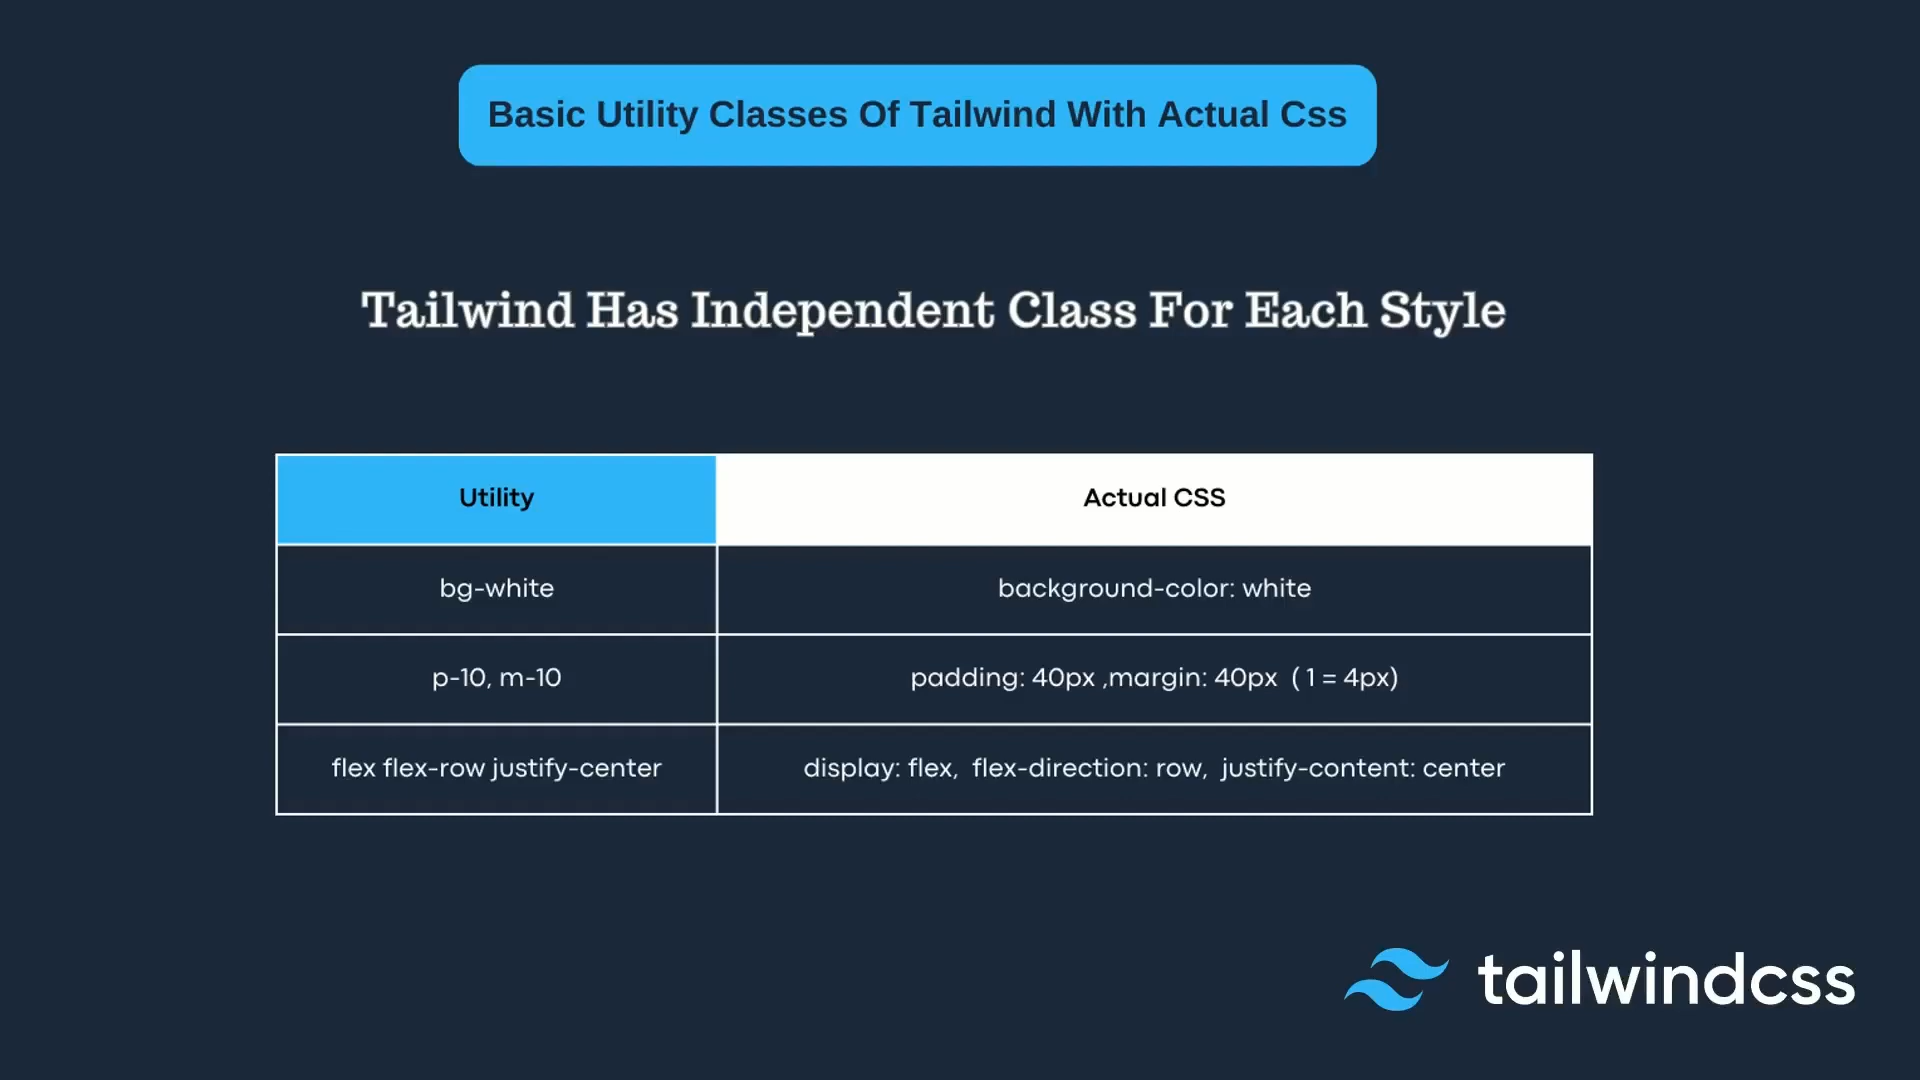 Basic Utility Classes Of Tailwind With Actual Css
Tailwind Has Independent Class For Each Style
Utility
Actual CSS
bg-white
background-color: white
p-10, m-10
padding: 40px ,margin: 40px  ( 1 = 4px)
flex flex-row justify-center
display: flex,  flex-direction: row,  justify-content: center
tailwindcss